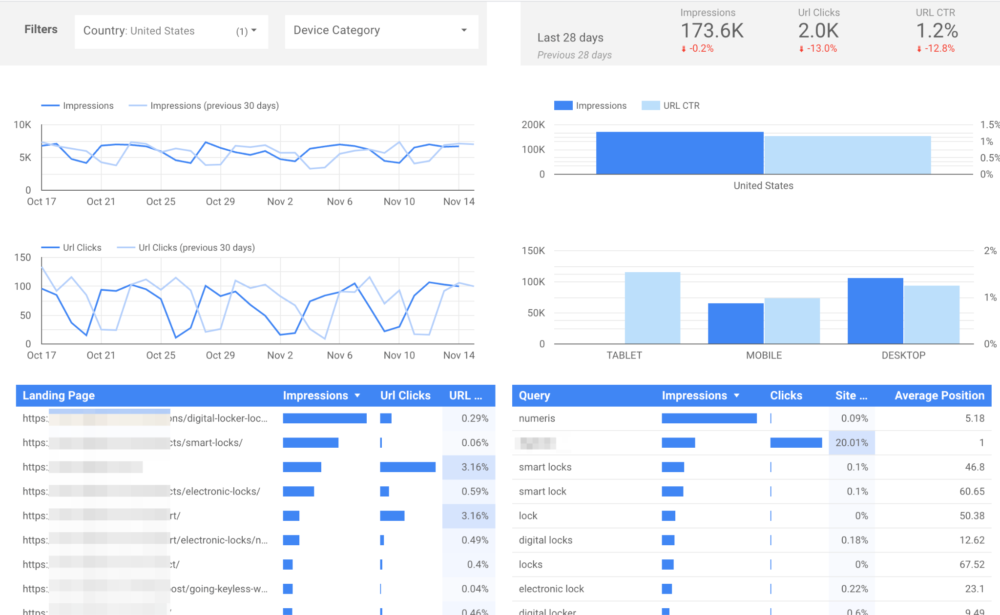 Filters
Country: United States (1)
Device Category
Last 28 days
Previous 28 days
Impressions
173.6K
-0.2%
Url Clicks
2.0K
-13.0%
URL CTR
1.2%
-12.8%
Impressions Impressions (previous 30 days)
10K
5K
0
Oct 17 Oct 21 Oct 25 Oct 29 Nov 2 Nov 6 Nov 10 Nov 14
Impressions URL CTR
200K
100K
0
1.5%
1%
0.5%
0%
United States
Url Clicks Url Clicks (previous 30 days)
150
100
50
0
Oct 17 Oct 21 Oct 25 Oct 29 Nov 2 Nov 6 Nov 10 Nov 14
150K
100K
50K
0
2%
1%
0%
TABLET MOBILE DESKTOP
Landing Page Impressions Url Clicks URL ...
https: ons/digital-locker-loc... 0.29%
https: cts/smart-locks/ 0.06%
https: 3.16%
https: cts/electronic-locks/ 0.59%
https: rt/ 3.16%
https: rt/electronic-locks/n... 0.49%
https: ct/ 0.4%
https: ost/going-keyless-w... 0.04%
https: / 0.46%
Query Impressions Clicks Site ... Average Position
numeris 0.09% 5.18
20.01% 1
smart locks 0.1% 46.8
smart lock 0.1% 60.65
lock 0% 50.38
digital locks 0.18% 12.62
locks 0% 67.52
electronic lock 0.22% 23.1
digital locker 0.6% 9.49